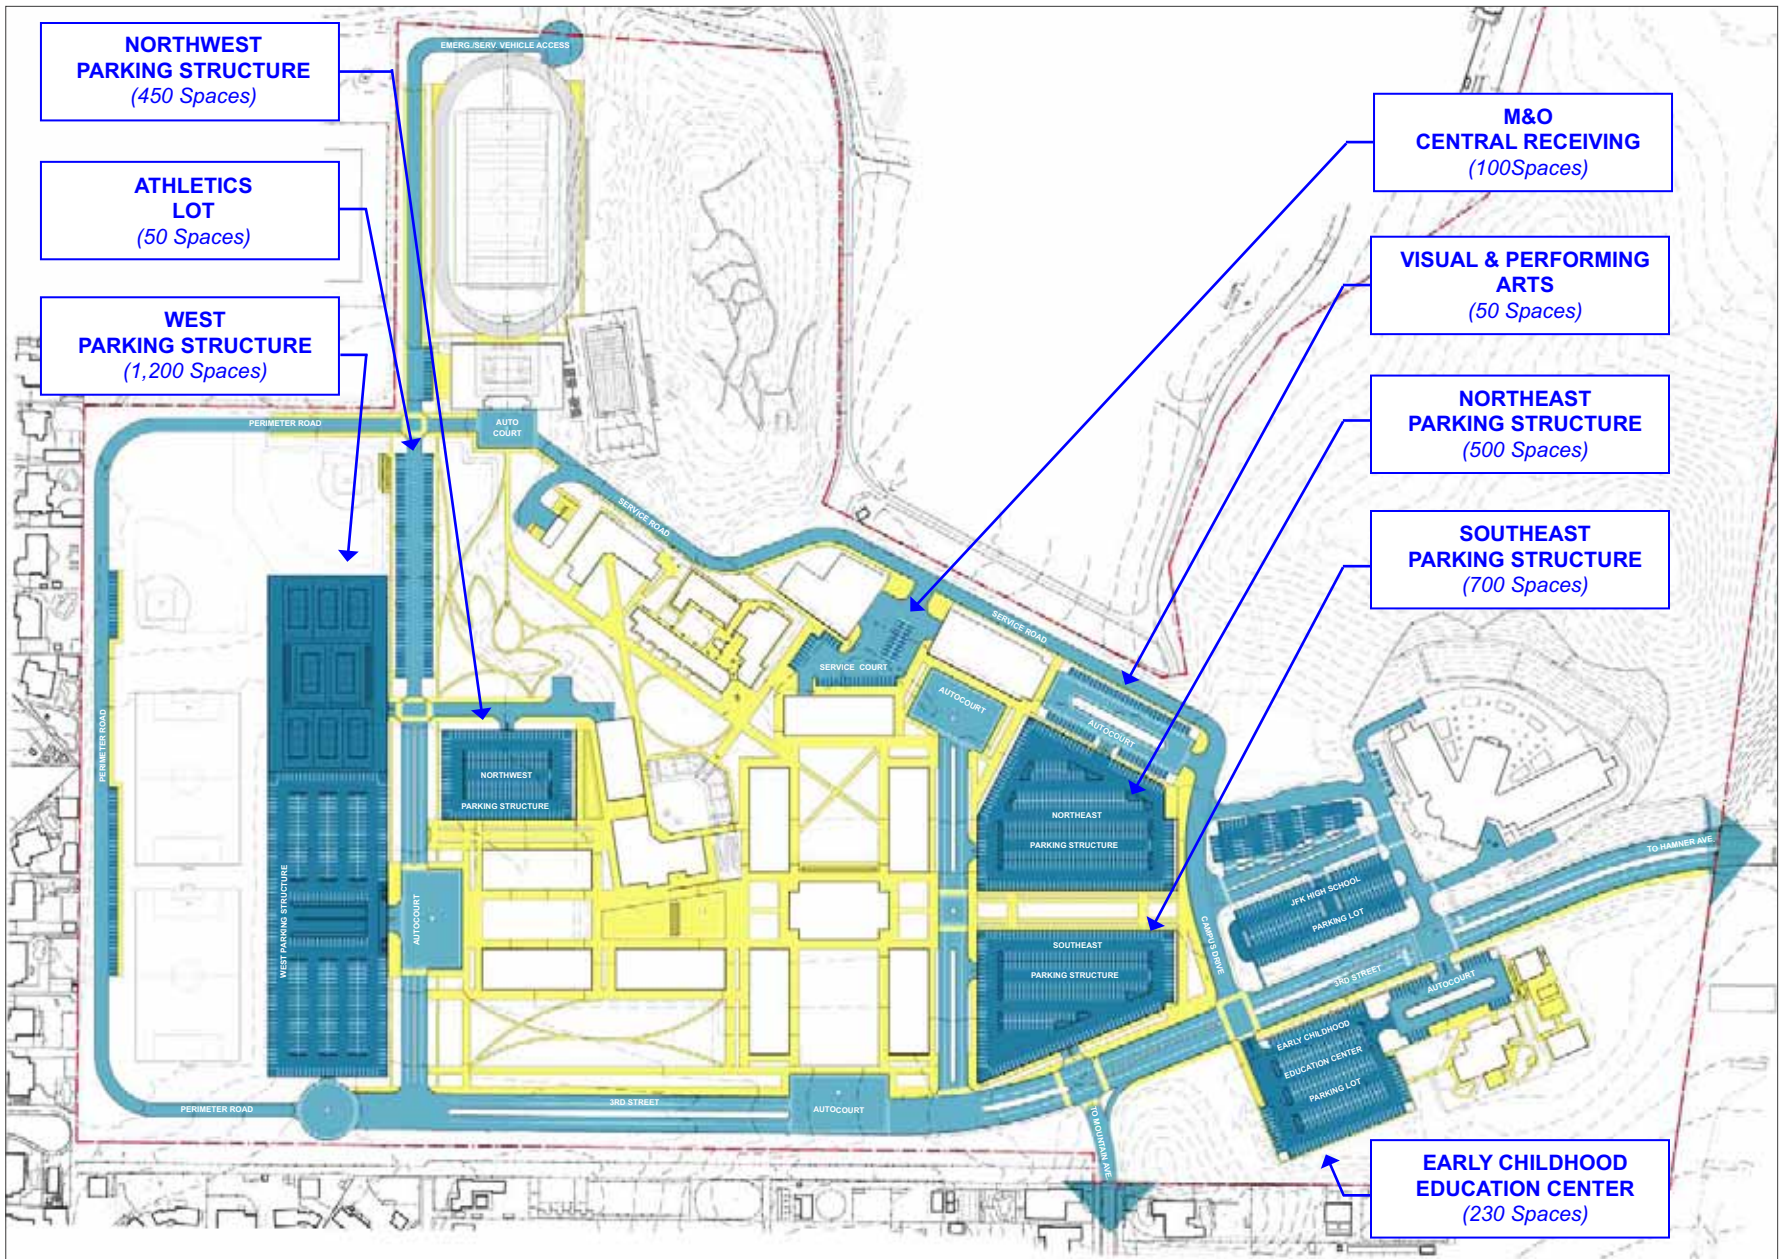 NORTHWEST
PARKING STRUCTURE
(450 Spaces)
ATHLETICS
LOT
(50 Spaces)
WEST
PARKING STRUCTURE
(1,200 Spaces)
M&O
CENTRAL RECEIVING
(100Spaces)
VISUAL & PERFORMING
ARTS
(50 Spaces)
NORTHEAST
PARKING STRUCTURE
(500 Spaces)
SOUTHEAST
PARKING STRUCTURE
(700 Spaces)
EARLY CHILDHOOD
EDUCATION CENTER
(230 Spaces)
EMERG./SERV. VEHICLE ACCESS
PERIMETER ROAD
AUTO
COURT
SERVICE ROAD
SERVICE ROAD
SERVICE COURT
AUTOCOURT
AUTOCOURT
PERIMETER ROAD
NORTHWEST
PARKING STRUCTURE
NORTHEAST
PARKING STRUCTURE
TO HAMNER AVE.
WEST PARKING STRUCTURE
AUTOCOURT
JFK HIGH SCHOOL
PARKING LOT
CAMPUS DRIVE
SOUTHEAST
PARKING STRUCTURE
3RD STREET
AUTOCOURT
EARLY CHILDHOOD
EDUCATION CENTER
PARKING LOT
PERIMETER ROAD
3RD STREET
AUTOCOURT
TO MOUNTAIN AVE.